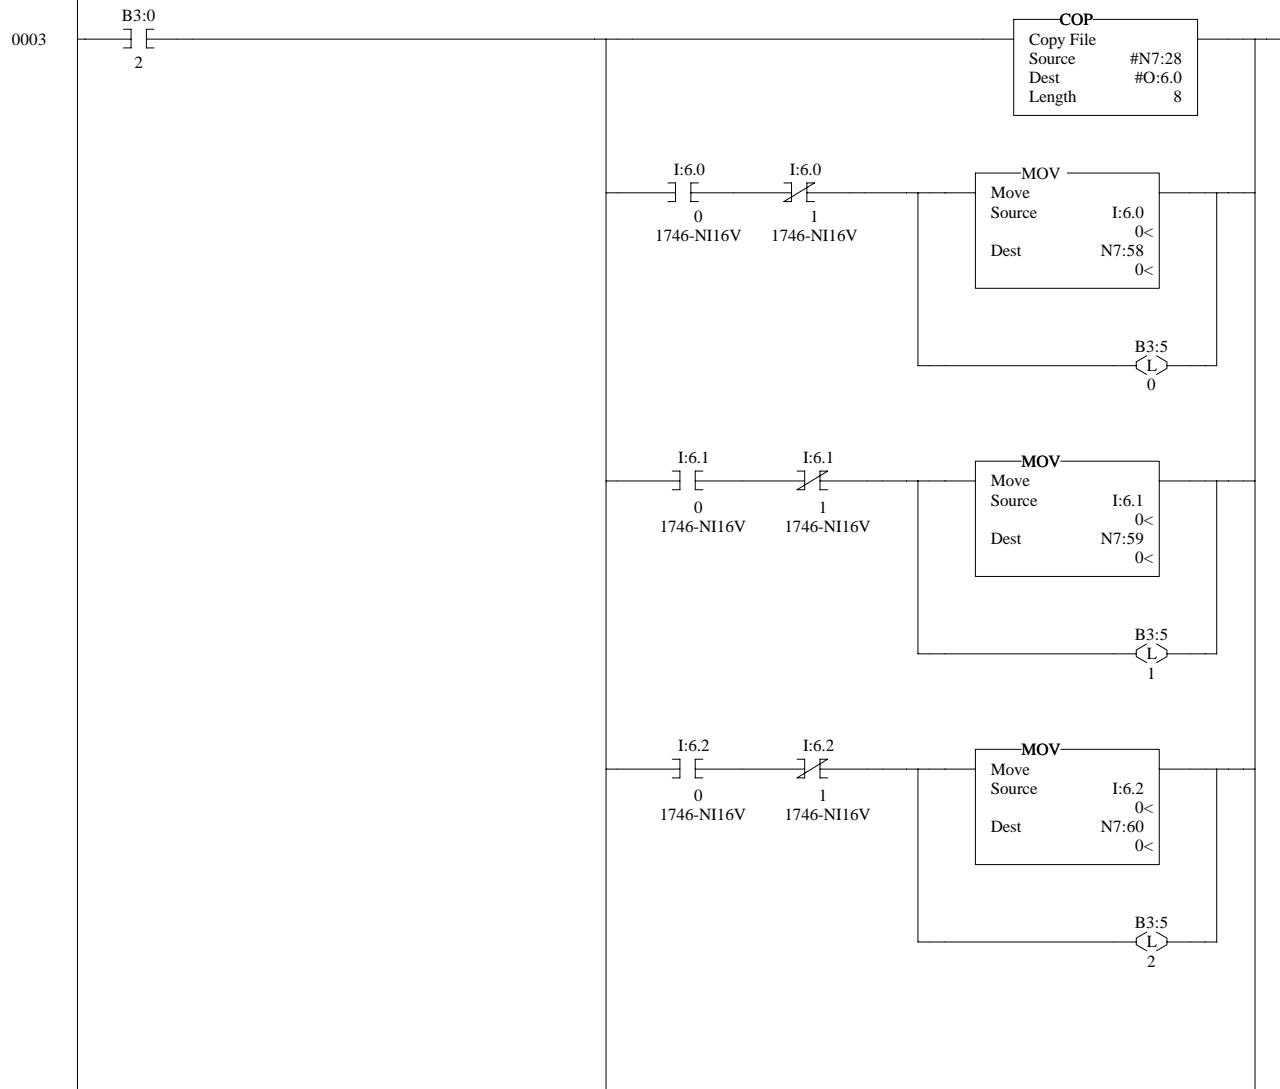 B3:0
0003
2
COP
Copy File
Source #N7:28
Dest #O:6.0
Length 8
I:6.0 I:6.0
0 1
1746-NI16V 1746-NI16V
MOV
Move
Source I:6.0
0<
Dest N7:58
0<
B3:5
L
0
I:6.1 I:6.1
0 1
1746-NI16V 1746-NI16V
MOV
Move
Source I:6.1
0<
Dest N7:59
0<
B3:5
L
1
I:6.2 I:6.2
0 1
1746-NI16V 1746-NI16V
MOV
Move
Source I:6.2
0<
Dest N7:60
0<
B3:5
L
2